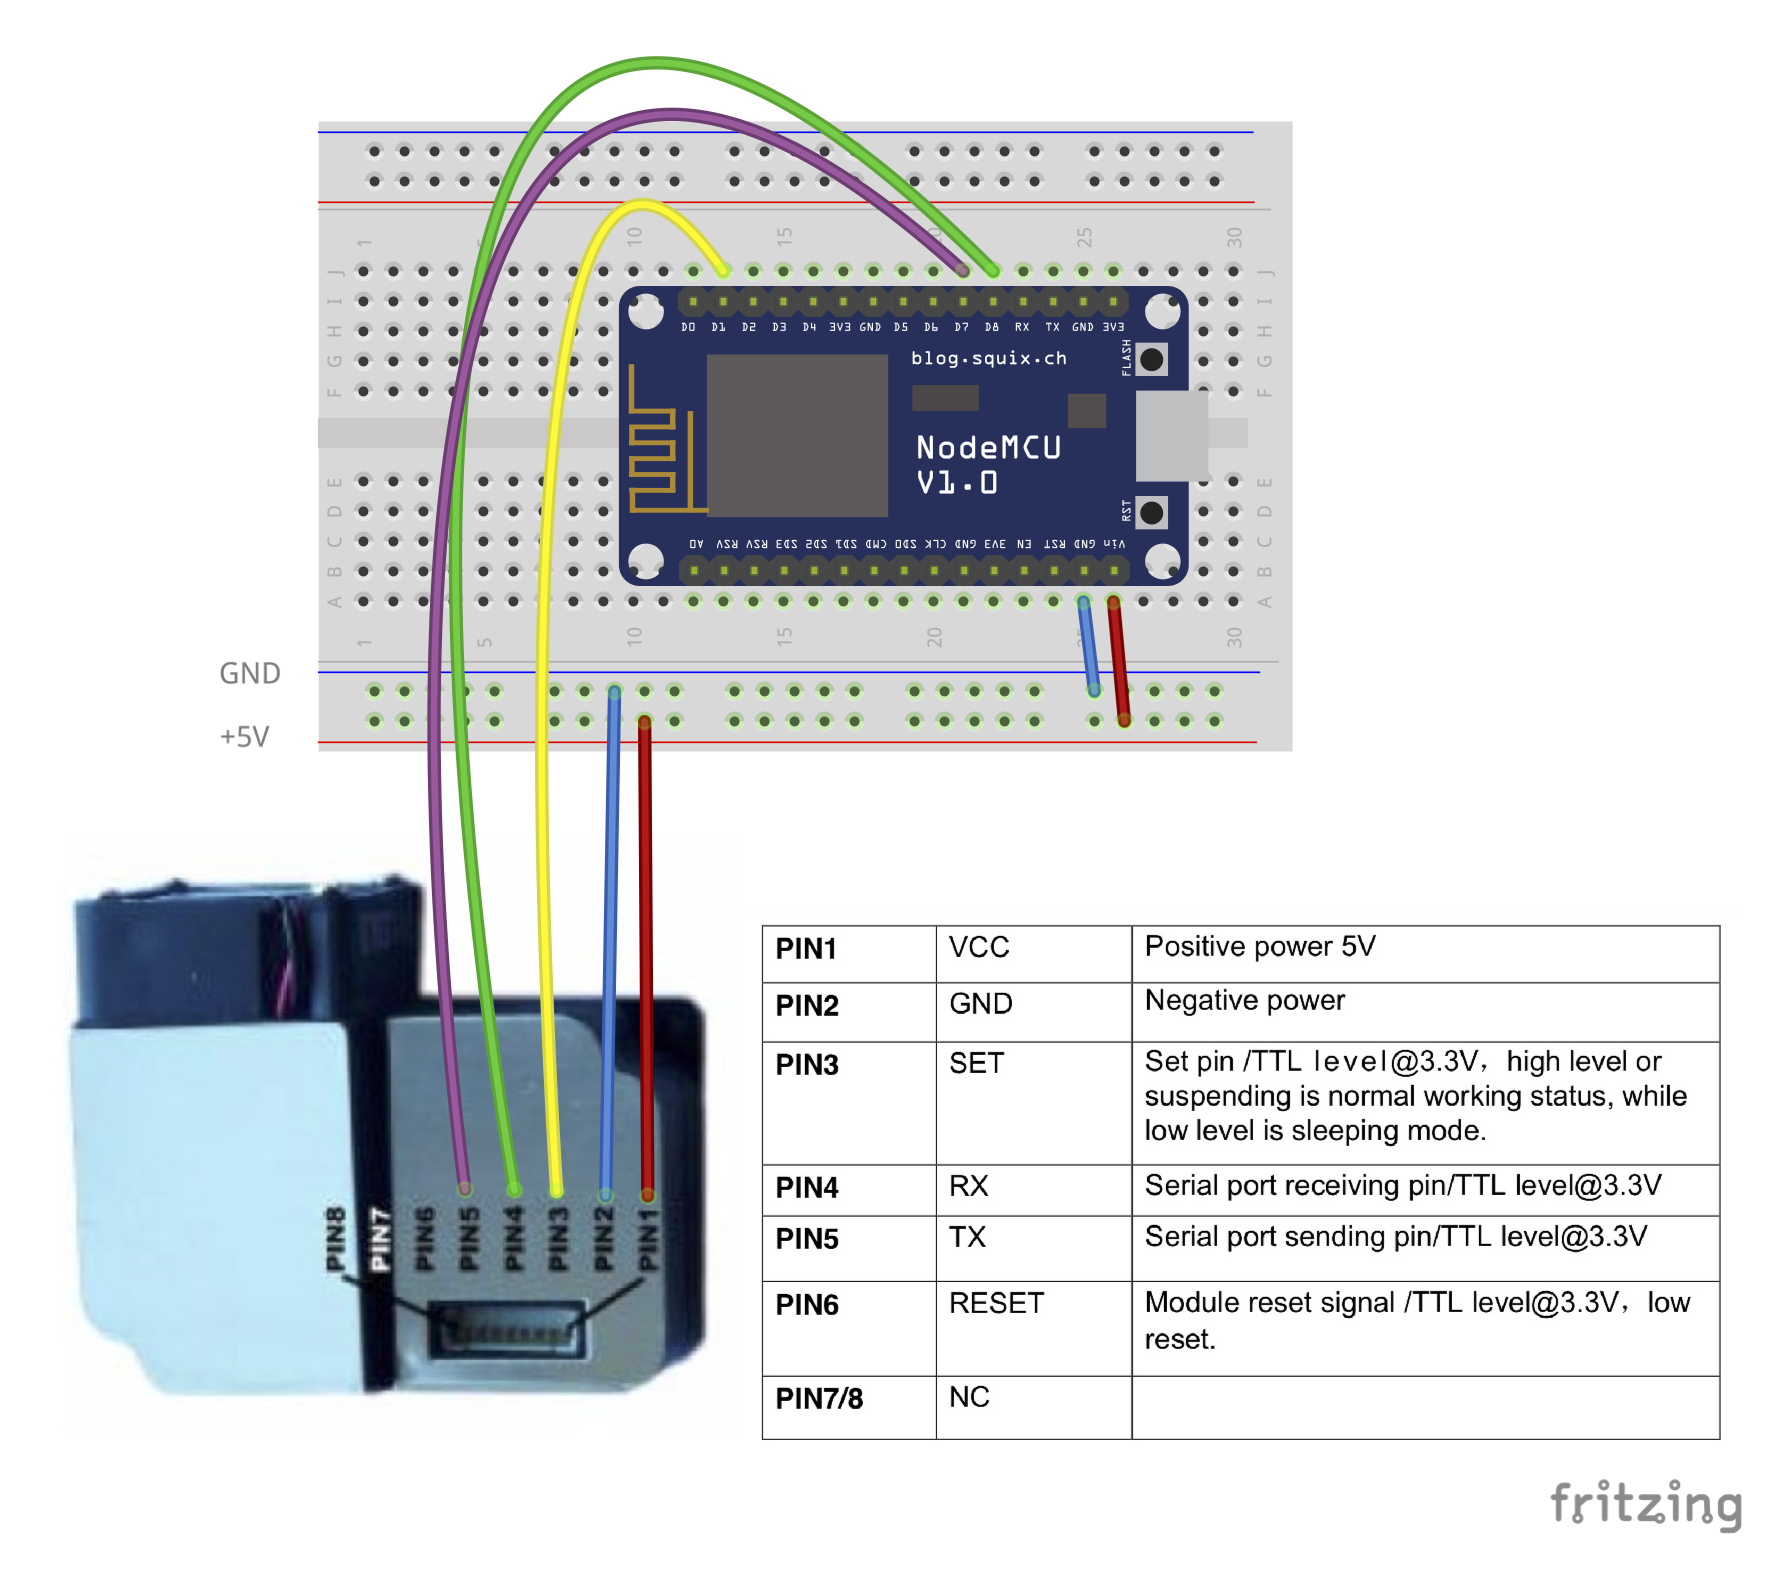 1 5 10 15 20 25 30
J J
I I
H H
G G
F F
D0 D1 D2 D3 D4 3V3 GND D5 D6 D7 D8 RX TX GND 3V3
blog.squix.ch
FLASH
NodeMCU
V1.0
RST
A0 RSV RSV SD3 SD2 SD1 CMD SD0 CLK GND 3V3 EN RST GND Vin
E E
D D
C C
B B
A A
1 5 10 15 20 25 30
GND
+5V
PIN8 PIN7 PIN6 PIN5 PIN4 PIN3 PIN2 PIN1
PIN1 VCC Positive power 5V
PIN2 GND Negative power
PIN3 SET Set pin /TTL level@3.3V，high level or
suspending is normal working status, while
low level is sleeping mode.
PIN4 RX Serial port receiving pin/TTL level@3.3V
PIN5 TX Serial port sending pin/TTL level@3.3V
PIN6 RESET Module reset signal /TTL level@3.3V，low
reset.
PIN7/8 NC
fritzing